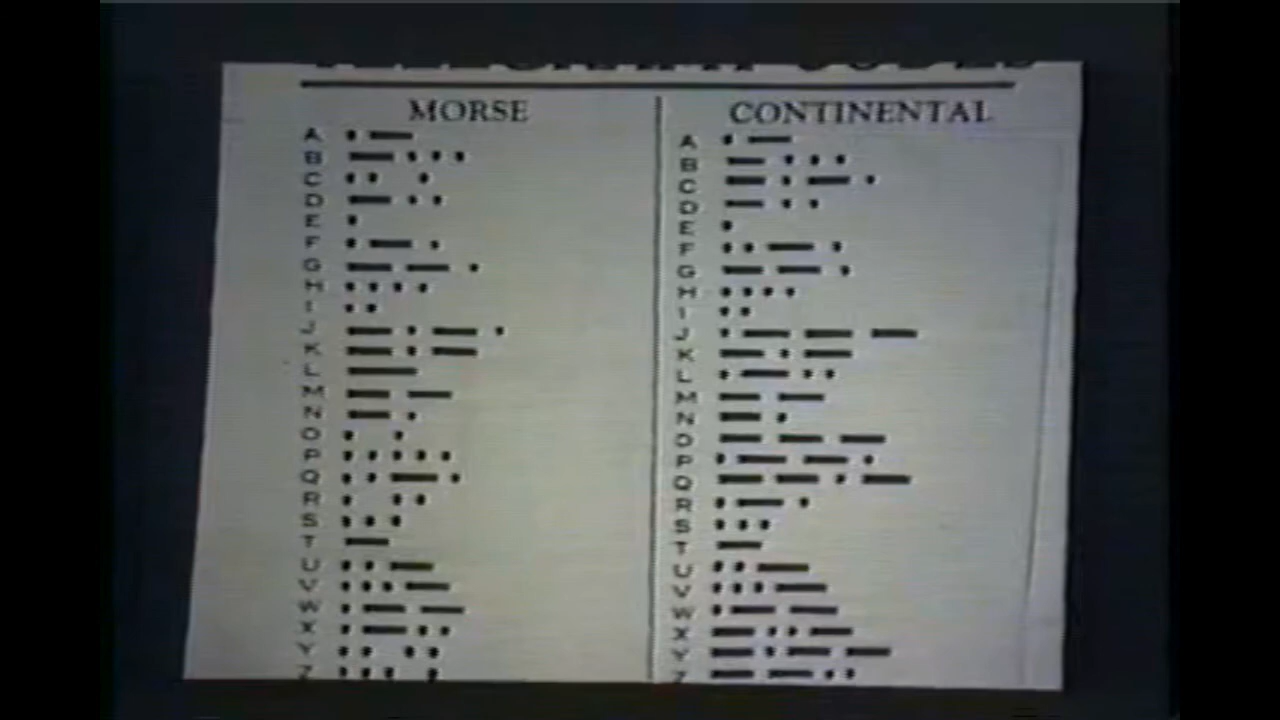 MORSE
A . —
B — . . .
C . .  .
D — . .
E .
F . — .
G — — .
H . . . .
I . .
J — . — .
K — . —
L —
M — —
N — .
O .  .
P . . . . .
Q . . — .
R .  . .
S . . .
T —
U . . —
V . . . —
W . — —
X . — . .
Y . .  . .
Z . . .  .
CONTINENTAL
A . —
B — . . .
C — . — .
D — . .
E .
F . . — .
G — — .
H . . . .
I . .
J . — — —
K — . —
L . — . .
M — —
N — .
O — — —
P . — — .
Q — — . —
R . — .
S . . .
T —
U . . —
V . . . —
W . — —
X — . . —
Y — . — —
Z — — . .